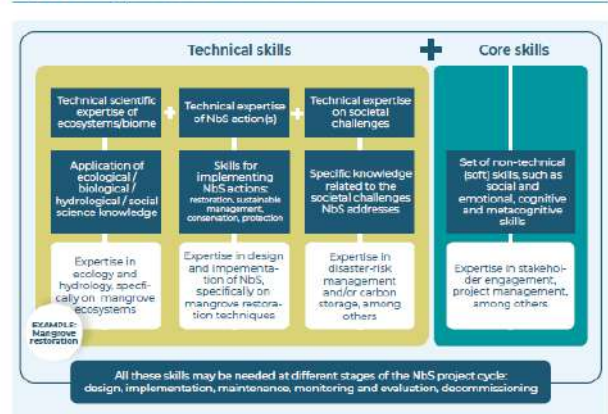 Technical skills
+
Core skills
Technical scientific
expertise of
ecosystems/biome
+
Technical expertise
of NbS action(s)
+
Technical expertise
on societal
challenges
Application of
ecological /
biological /
hydrological / social
science knowledge
Skills for
implementing
NbS actions:
restoration, sustainable
management,
conservation, protection
Specific knowledge
related to the
societal challenges
NbS addresses
Set of non-technical
(soft) skills, such as
social and
emotional, cognitive
and metacognitive
skills
Expertise in
ecology and
hydrology, specifi-
cally on mangrove
ecosystems
Expertise in design
and impementa-
tion of NbS,
specifically on
mangrove restora-
tion techniques
Expertise in
disaster-risk
management
and/or carbon
storage, among
others
Expertise in stakehol-
der engagement,
project management,
among others
EXAMPLE:
Mangrove
restoration
All these skills may be needed at different stages of the NbS project cycle:
design, implementation, maintenance, monitoring and evaluation, decommissioning